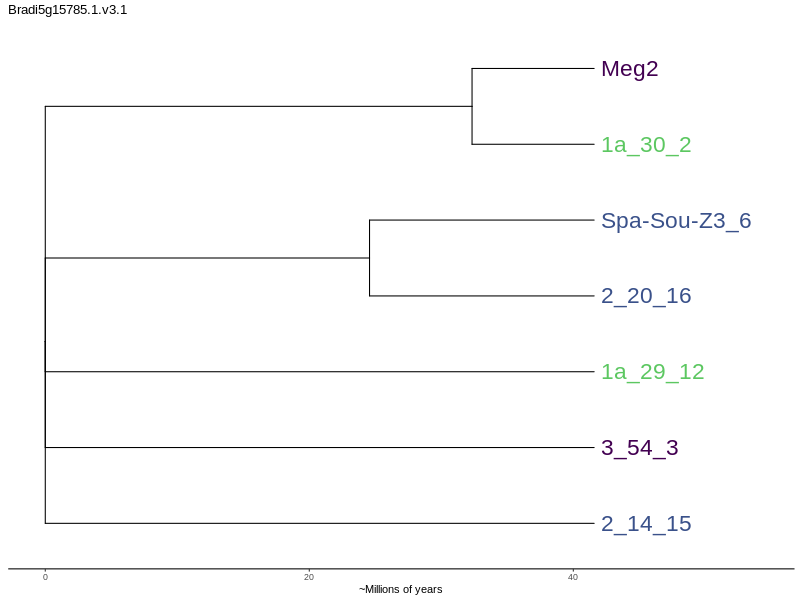 Bradi5g15785.1.v3.1
Meg2
1a_30_2
Spa-Sou-Z3_6
2_20_16
1a_29_12
3_54_3
2_14_15
0 20 40
~Millions of years